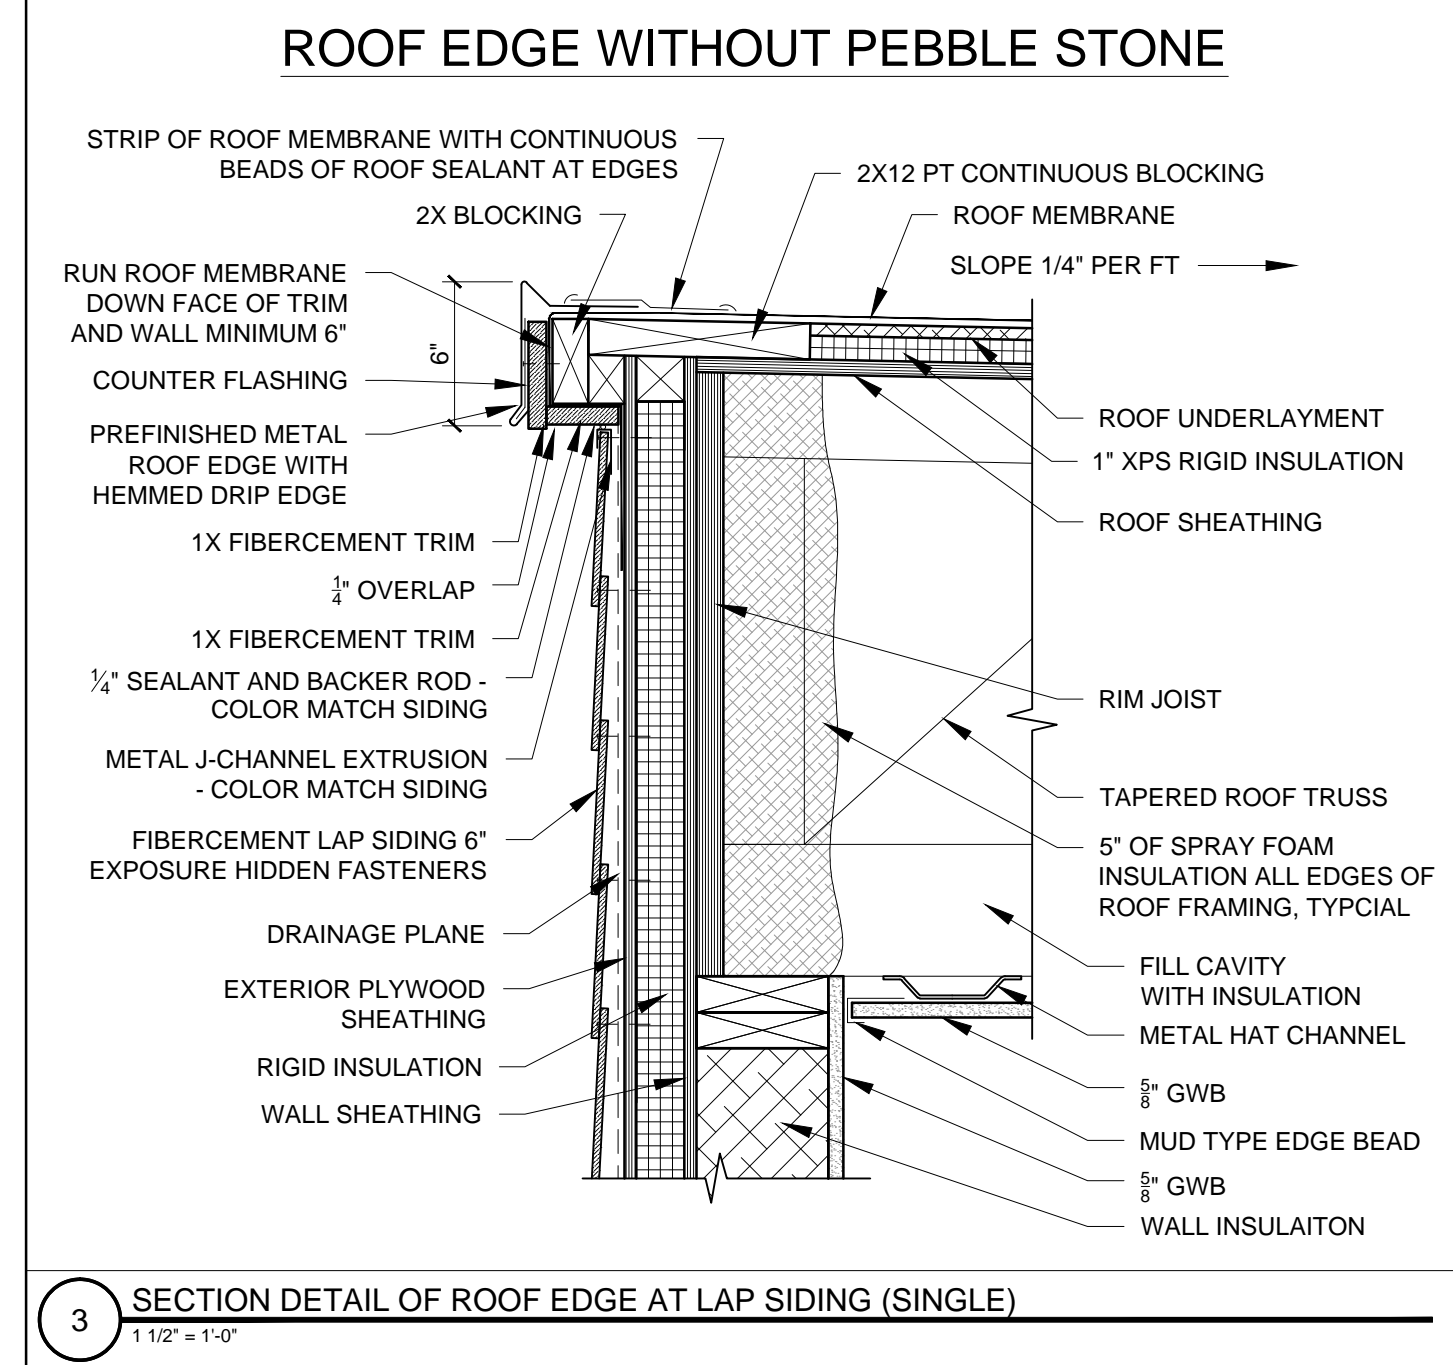 ROOF EDGE WITHOUT PEBBLE STONE
STRIP OF ROOF MEMBRANE WITH CONTINUOUS
BEADS OF ROOF SEALANT AT EDGES
2X BLOCKING
RUN ROOF MEMBRANE
DOWN FACE OF TRIM
AND WALL MINIMUM 6"
6"
COUNTER FLASHING
PREFINISHED METAL
ROOF EDGE WITH
HEMMED DRIP EDGE
1X FIBERCEMENT TRIM
1/4" OVERLAP
1X FIBERCEMENT TRIM
1/4" SEALANT AND BACKER ROD -
COLOR MATCH SIDING
METAL J-CHANNEL EXTRUSION
- COLOR MATCH SIDING
FIBERCEMENT LAP SIDING 6"
EXPOSURE HIDDEN FASTENERS
DRAINAGE PLANE
EXTERIOR PLYWOOD
SHEATHING
RIGID INSULATION
WALL SHEATHING
2X12 PT CONTINUOUS BLOCKING
ROOF MEMBRANE
SLOPE 1/4" PER FT
ROOF UNDERLAYMENT
1" XPS RIGID INSULATION
ROOF SHEATHING
RIM JOIST
TAPERED ROOF TRUSS
5" OF SPRAY FOAM
INSULATION ALL EDGES OF
ROOF FRAMING, TYPCIAL
FILL CAVITY
WITH INSULATION
METAL HAT CHANNEL
5/8" GWB
MUD TYPE EDGE BEAD
5/8" GWB
WALL INSULAITON
3
SECTION DETAIL OF ROOF EDGE AT LAP SIDING (SINGLE)
1 1/2" = 1'-0"